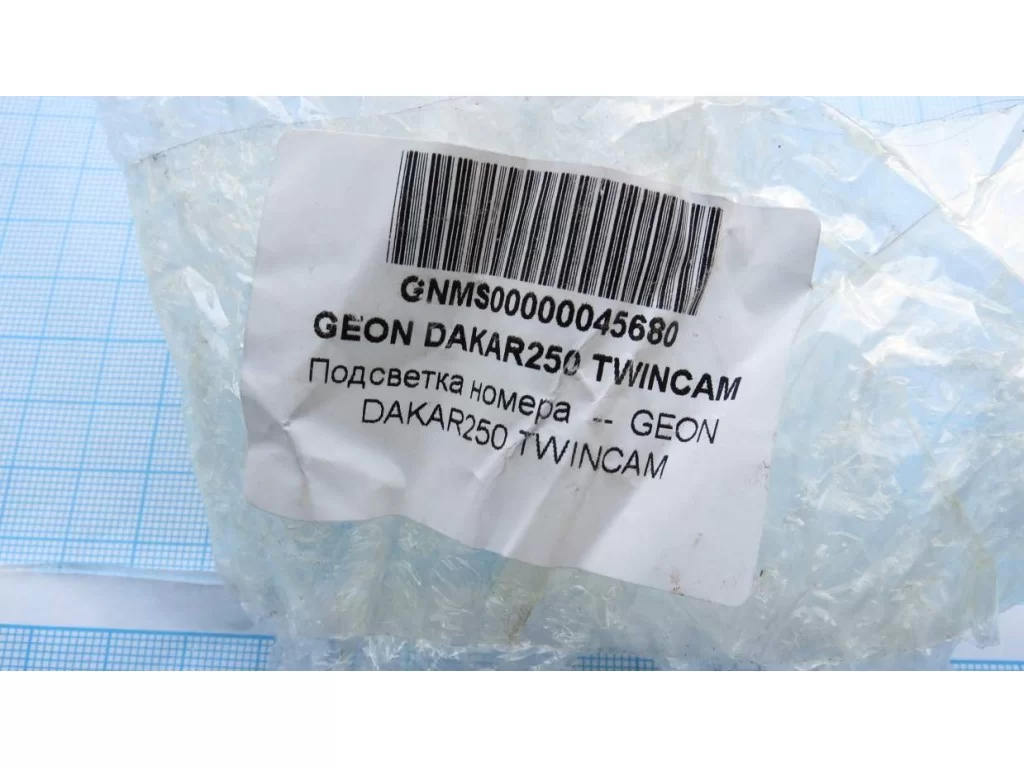 GNMS00000045680
GEON DAKAR250 TWINCAM
Подсветка номера -- GEON
DAKAR250 TWINCAM